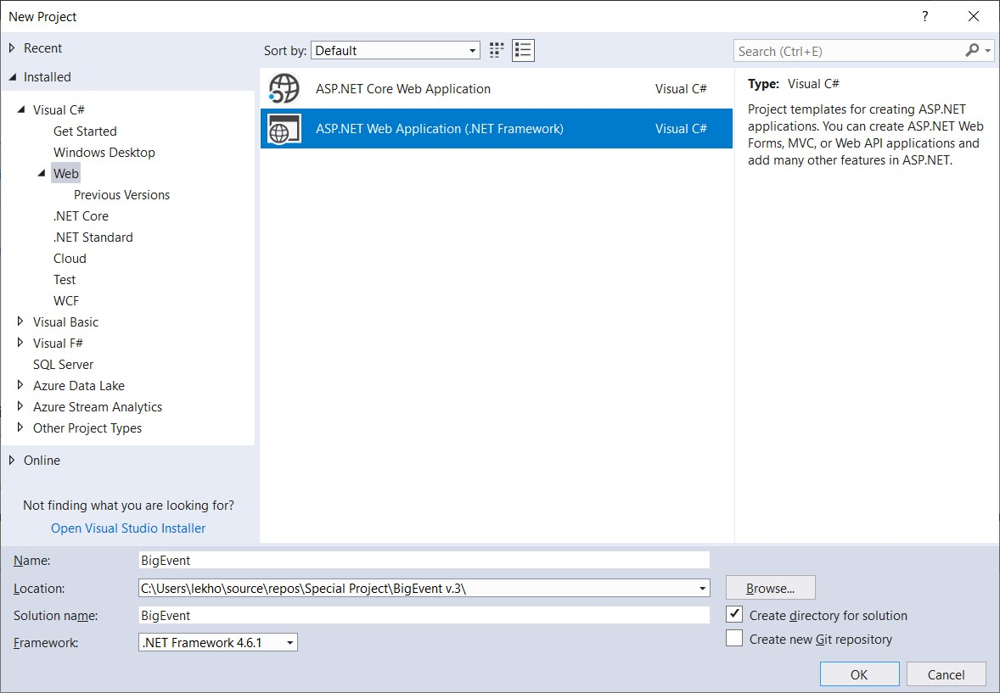 New Project
?
Recent
Installed
Visual C#
Get Started
Windows Desktop
Web
Previous Versions
.NET Core
.NET Standard
Cloud
Test
WCF
Visual Basic
Visual F#
SQL Server
Azure Data Lake
Azure Stream Analytics
Other Project Types
Online
Not finding what you are looking for?
Open Visual Studio Installer
Sort by: Default
ASP.NET Core Web Application Visual C#
ASP.NET Web Application (.NET Framework) Visual C#
Search (Ctrl+E)
Type: Visual C#
Project templates for creating ASP.NET
applications. You can create ASP.NET Web
Forms, MVC, or Web API applications and
add many other features in ASP.NET.
Name: BigEvent
Location: C:\Users\lekho\source\repos\Special Project\BigEvent v.3\
Browse...
Solution name: BigEvent
Create directory for solution
Framework: .NET Framework 4.6.1
Create new Git repository
OK
Cancel